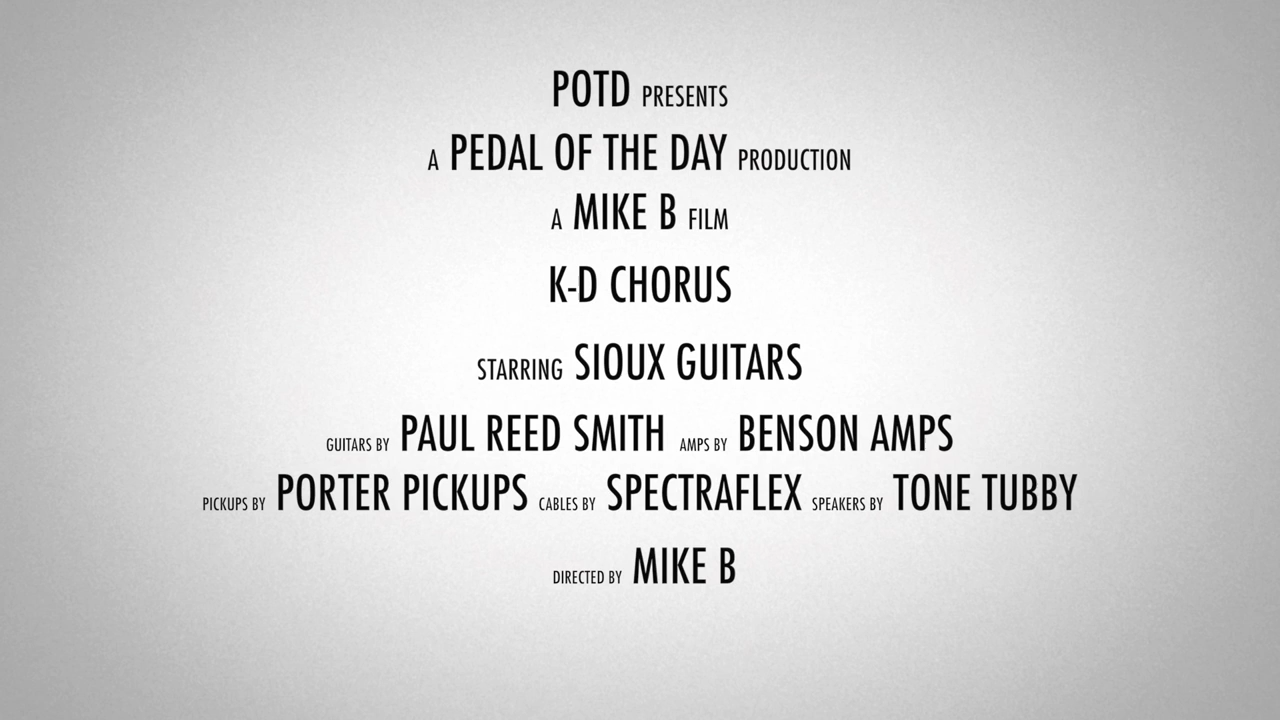 POTD PRESENTS
A PEDAL OF THE DAY PRODUCTION
A MIKE B FILM
K-D CHORUS
STARRING SIOUX GUITARS
GUITARS BY PAUL REED SMITH AMPS BY BENSON AMPS
PICKUPS BY PORTER PICKUPS CABLES BY SPECTRAFLEX SPEAKERS BY TONE TUBBY
DIRECTED BY MIKE B